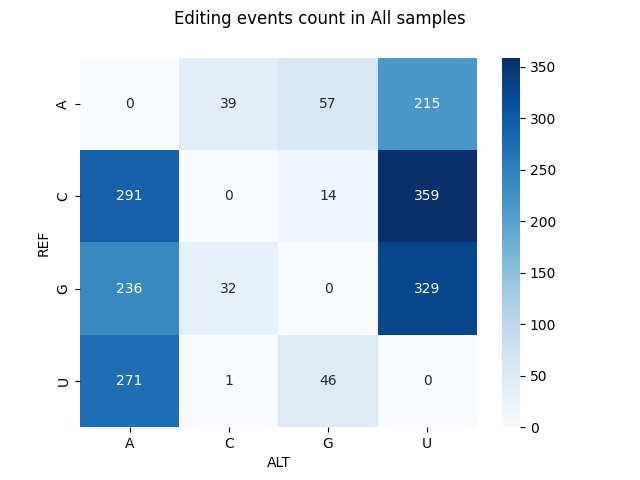 Editing events count in All samples
A 0 39 57 215
C 291 0 14 359
G 236 32 0 329
U 271 1 46 0
A C G U
REF
ALT
350
300
250
200
150
100
50
0